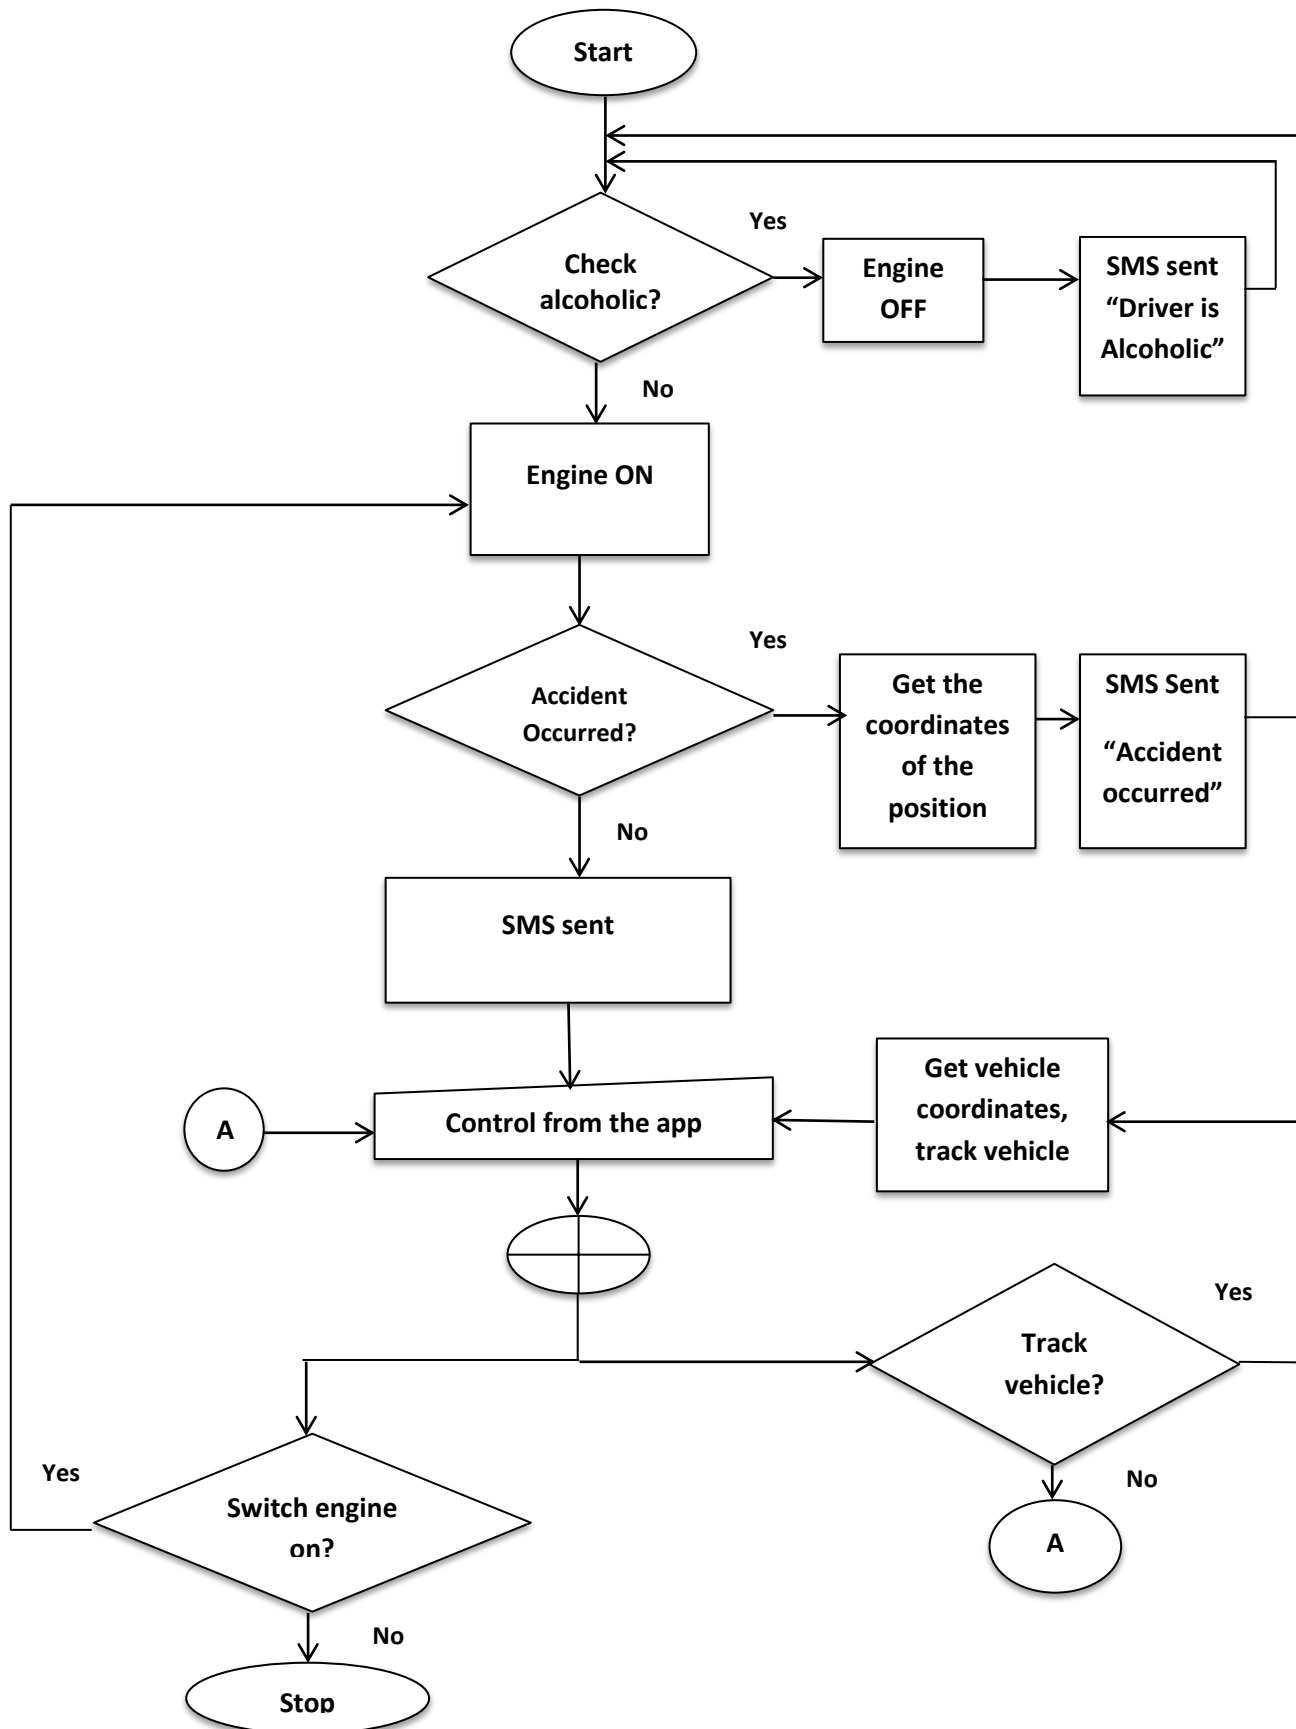 Start
Yes
Check
alcoholic?
Engine
OFF
SMS sent
“Driver is
Alcoholic”
No
Engine ON
Yes
Accident
Occurred?
Get the
coordinates
of the
position
SMS Sent
“Accident
occurred”
No
SMS sent
A
Control from the app
Get vehicle
coordinates,
track vehicle
Track
vehicle?
Yes
No
A
Yes
Switch engine
on?
No
Stop